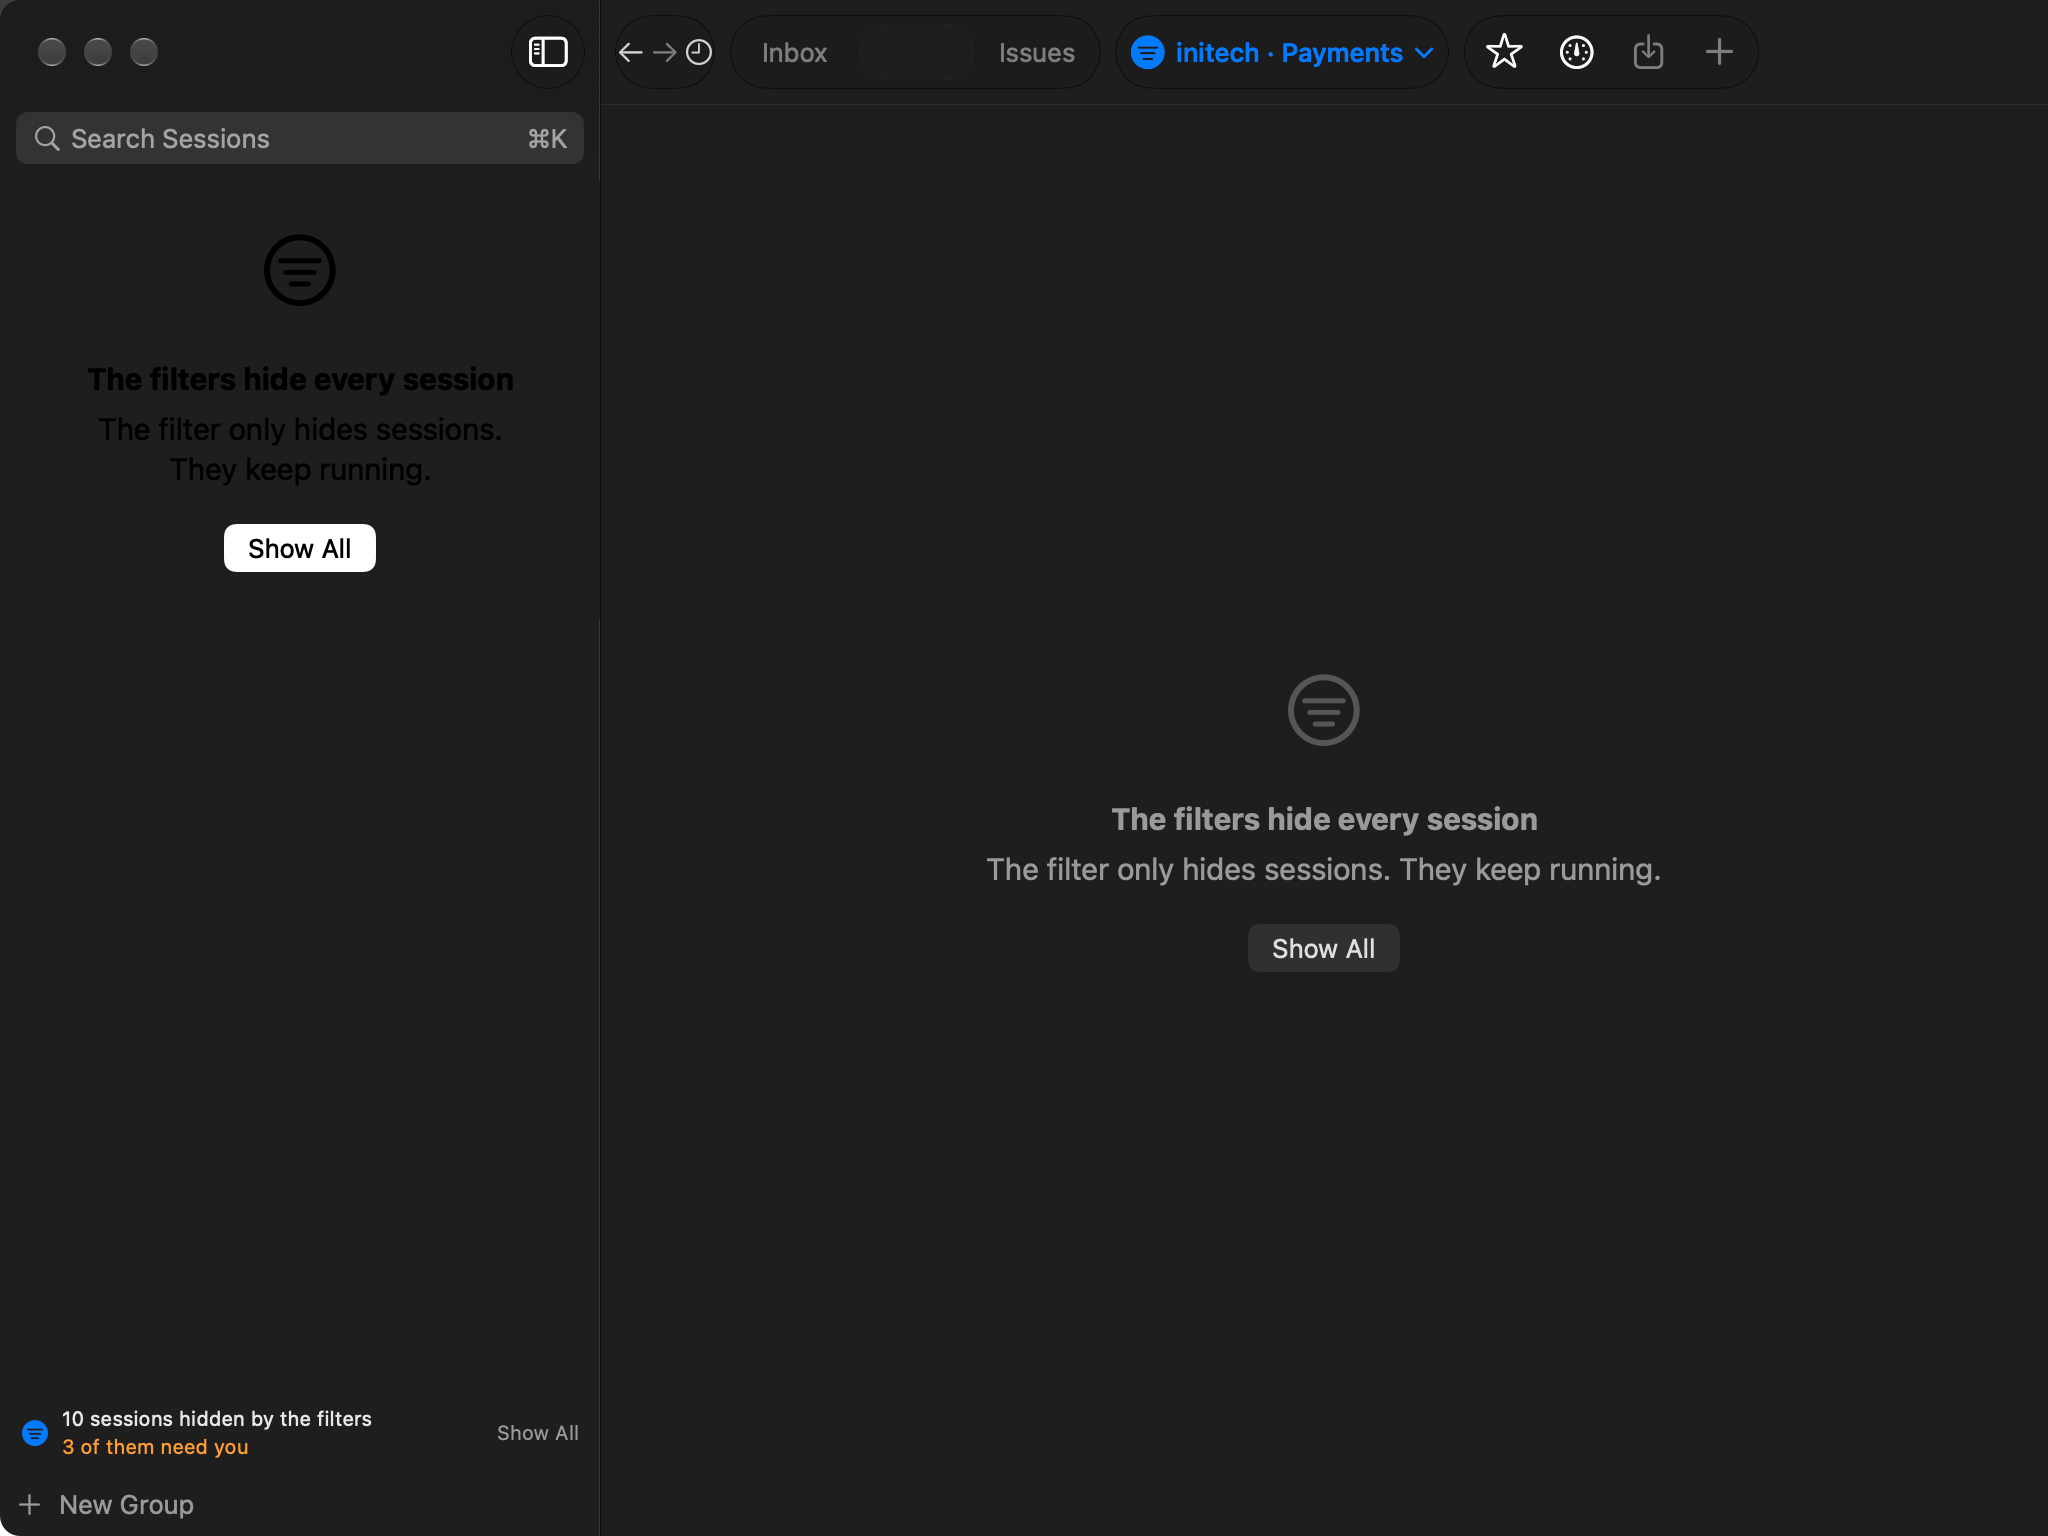 Inbox
Issues
initech · Payments
Search Sessions
⌘K
The filters hide every session
The filter only hides sessions.
They keep running.
Show All
The filters hide every session
The filter only hides sessions. They keep running.
Show All
10 sessions hidden by the filters
3 of them need you
Show All
New Group